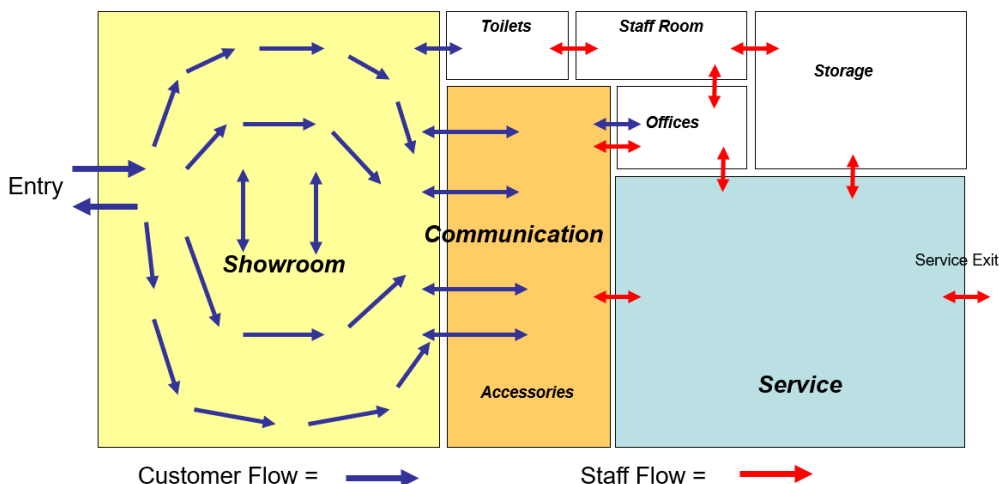 Toilets
Staff Room
Storage
Offices
Entry
Communication
Showroom
Service Exit
Service
Accessories
Customer Flow =
Staff Flow =